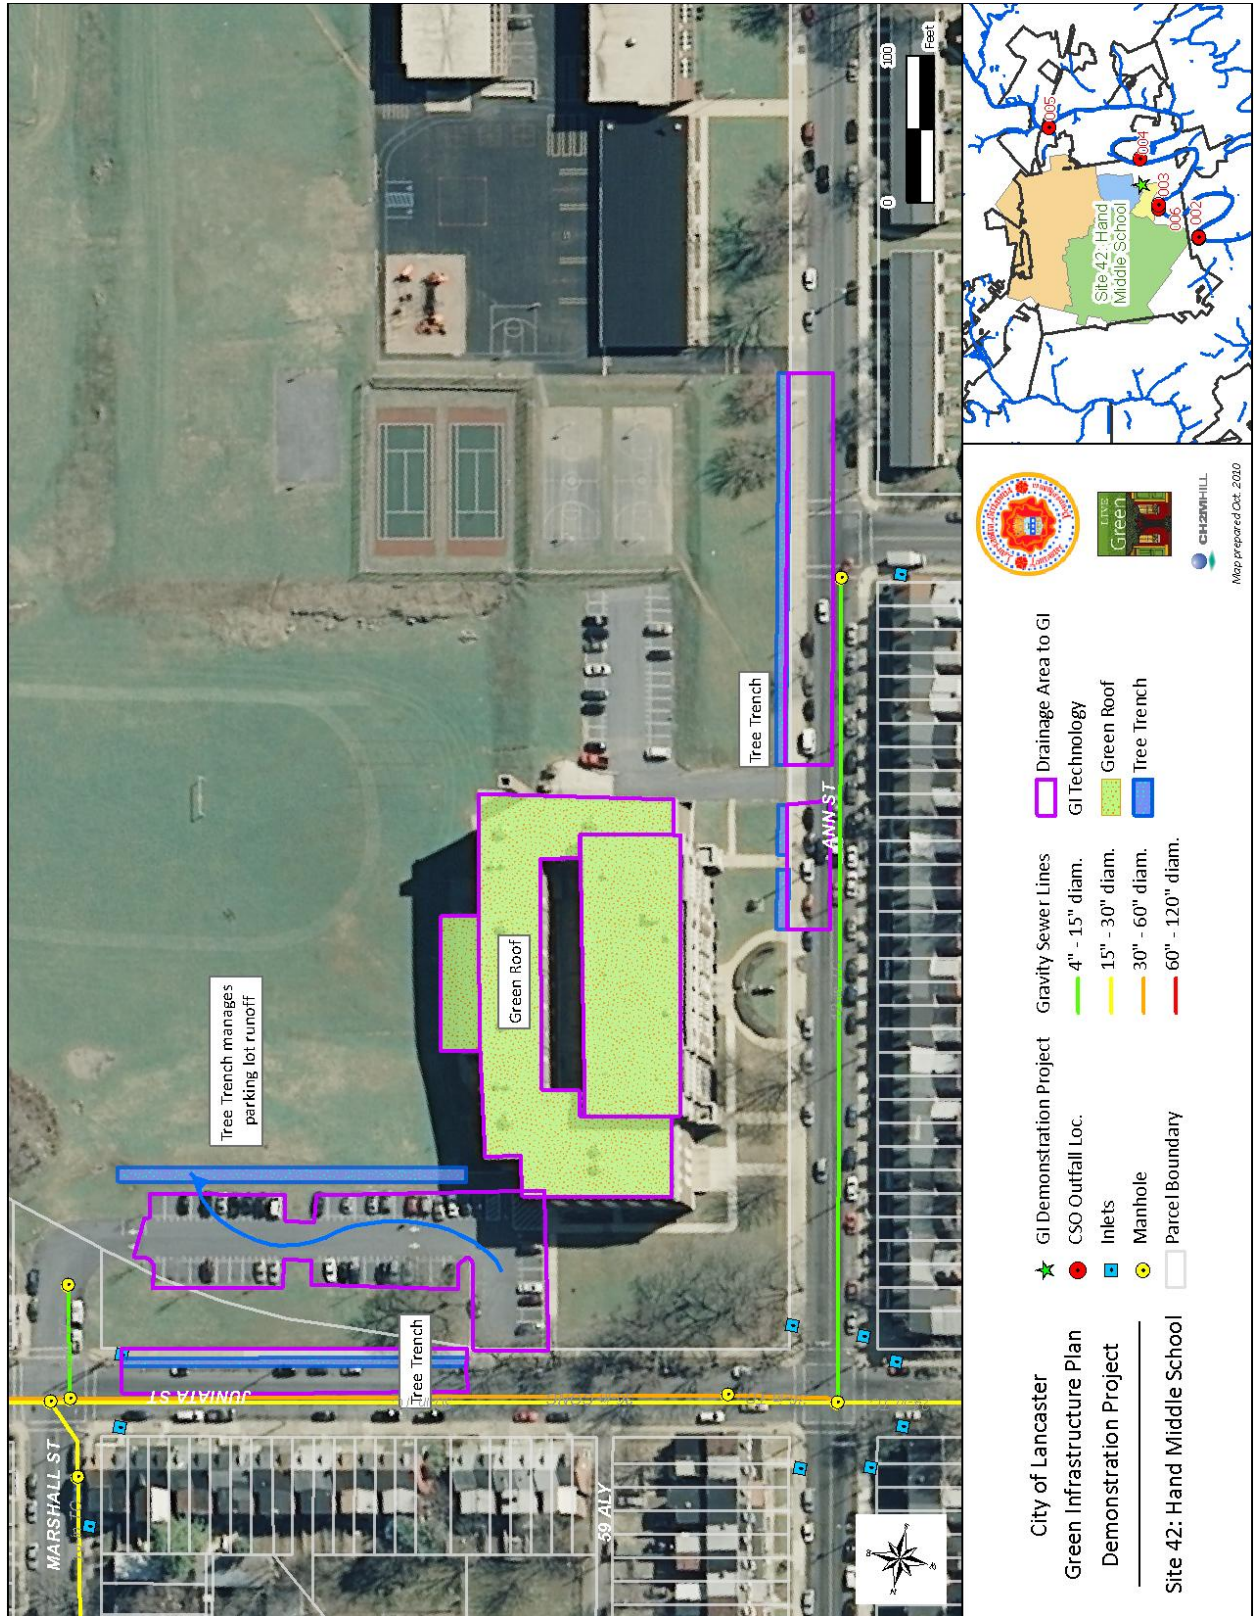 MARSHALL ST
JUNIATA ST
59 ALY
ANN ST
Tree Trench manages
parking lot runoff
Tree Trench
Green Roof
Tree Trench
0
100
Feet
City of Lancaster
Green Infrastructure Plan
Demonstration Project
Site 42: Hand Middle School
GI Demonstration Project
CSO Outfall Loc.
Inlets
Manhole
Parcel Boundary
Gravity Sewer Lines
4" - 15" diam.
15" - 30" diam.
30" - 60" diam.
60" - 120" diam.
Drainage Area to GI
GI Technology
Green Roof
Tree Trench
LIVE
Green
CH2MHILL
Map prepared Oct. 2010
Site 42: Hand
Middle School
005
004
003
006
002